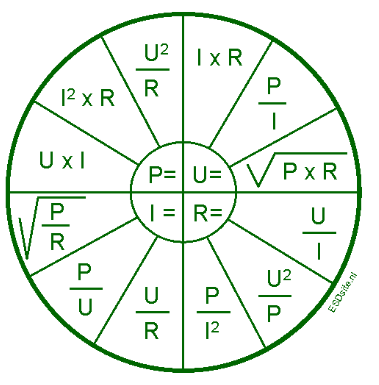 U²/R
I x R
I² x R
P/I
U x I
√(P x R)
P= U=
I = R=
√(P/R)
U/I
P/U
U/R
P/I²
U²/P
ESDsite.nl